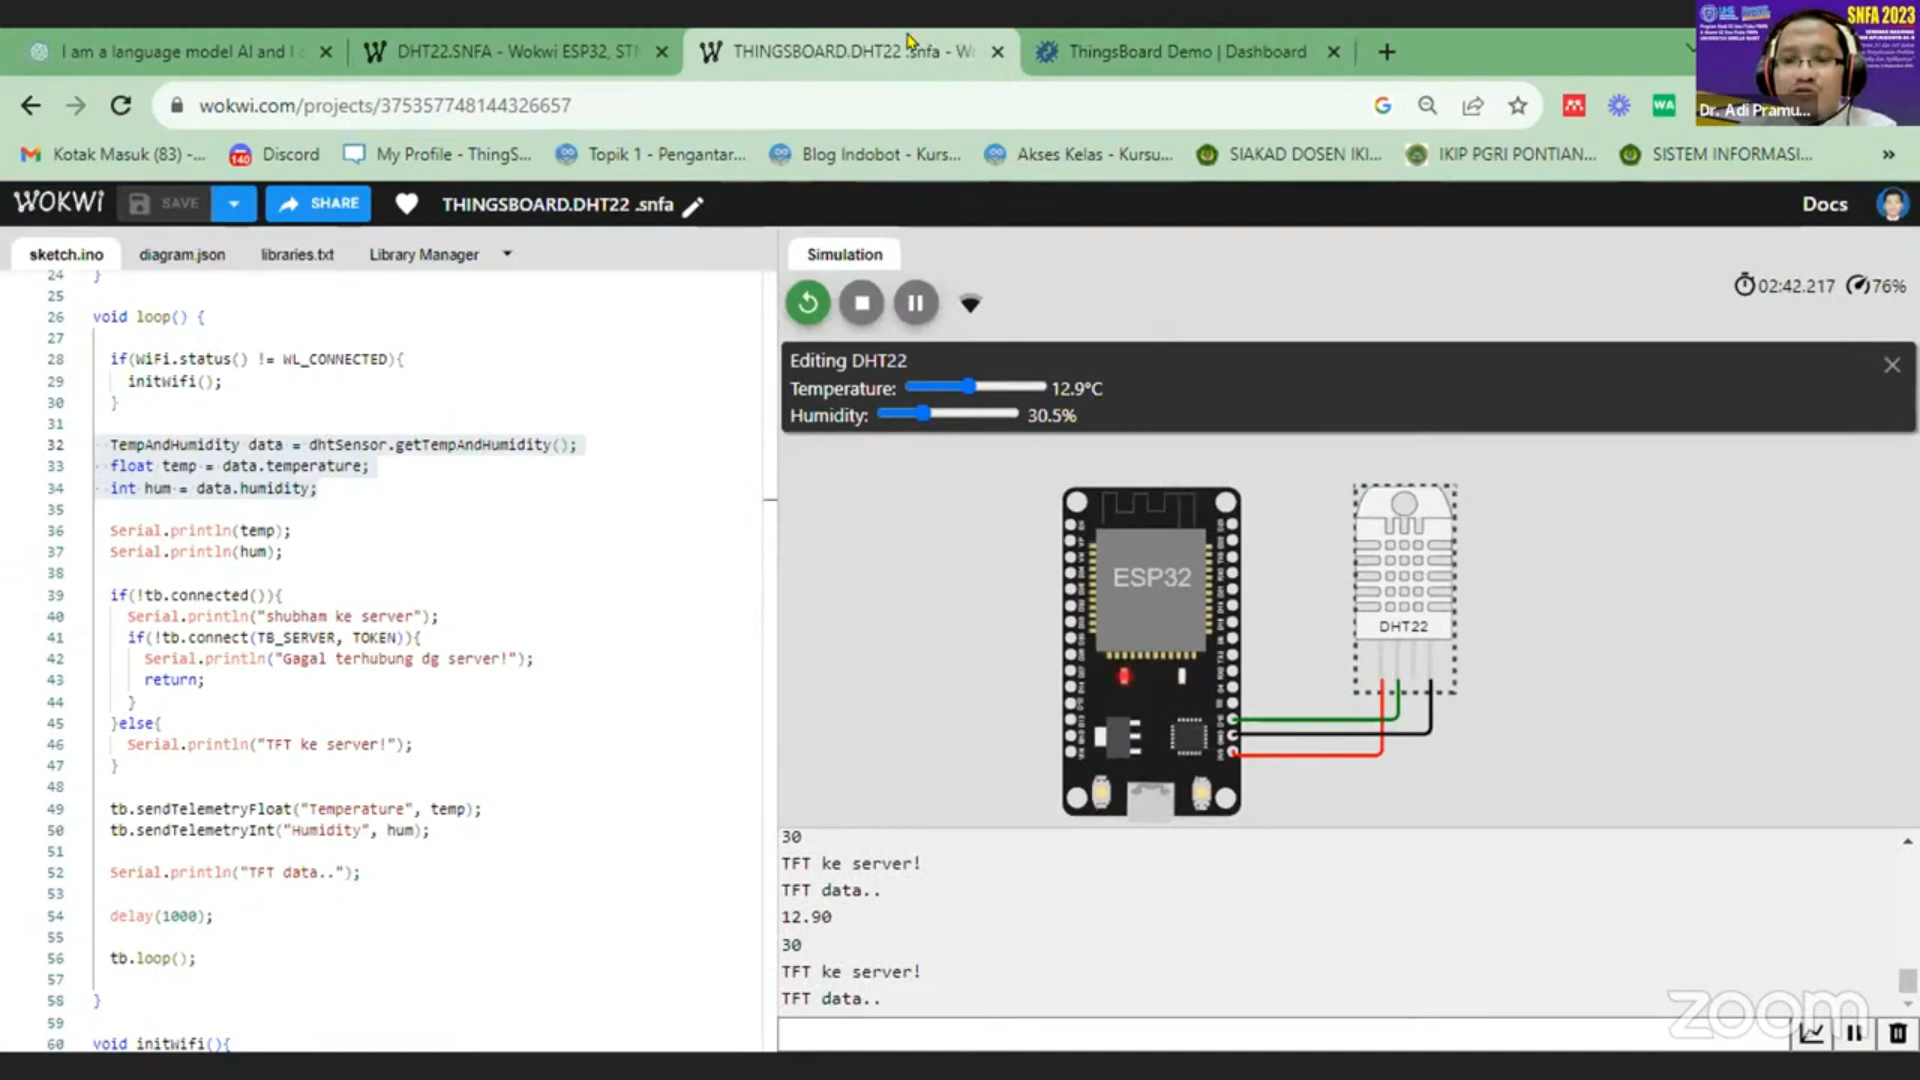 I am a language model AI and I c
DHT22.SNFA - Wokwi ESP32, STM
THINGSBOARD.DHT22 .snfa - Wo
ThingsBoard Demo | Dashboard
SNFA 2023
Dr. Adi Pramu...
wokwi.com/projects/375357748144326657
WA
Kotak Masuk (83) -...
140
Discord
My Profile - ThingS...
Topik 1 - Pengantar...
Blog Indobot - Kurs...
Akses Kelas - Kursu...
SIAKAD DOSEN IKI...
IKIP PGRI PONTIAN...
SISTEM INFORMASI...
WOKWI
SAVE
SHARE
THINGSBOARD.DHT22 .snfa
Docs
sketch.ino
diagram.json
libraries.txt
Library Manager
24 }
25
26 void loop() {
27
28 if(WiFi.status() != WL_CONNECTED){
29 initWifi();
30 }
31
32 TempAndHumidity data = dhtSensor.getTempAndHumidity();
33 float temp = data.temperature;
34 int hum = data.humidity;
35
36 Serial.println(temp);
37 Serial.println(hum);
38
39 if(!tb.connected()){
40 Serial.println("shubham ke server");
41 if(!tb.connect(TB_SERVER, TOKEN)){
42 Serial.println("Gagal terhubung dg server!");
43 return;
44 }
45 }else{
46 Serial.println("TFT ke server!");
47 }
48
49 tb.sendTelemetryFloat("Temperature", temp);
50 tb.sendTelemetryInt("Humidity", hum);
51
52 Serial.println("TFT data..");
53
54 delay(1000);
55
56 tb.loop();
57
58 }
59
60 void initWifi(){
Simulation
02:42.217
76%
Editing DHT22
Temperature: 12.9°C
Humidity: 30.5%
ESP32
DHT22
30
TFT ke server!
TFT data..
12.90
30
TFT ke server!
TFT data..
zoom